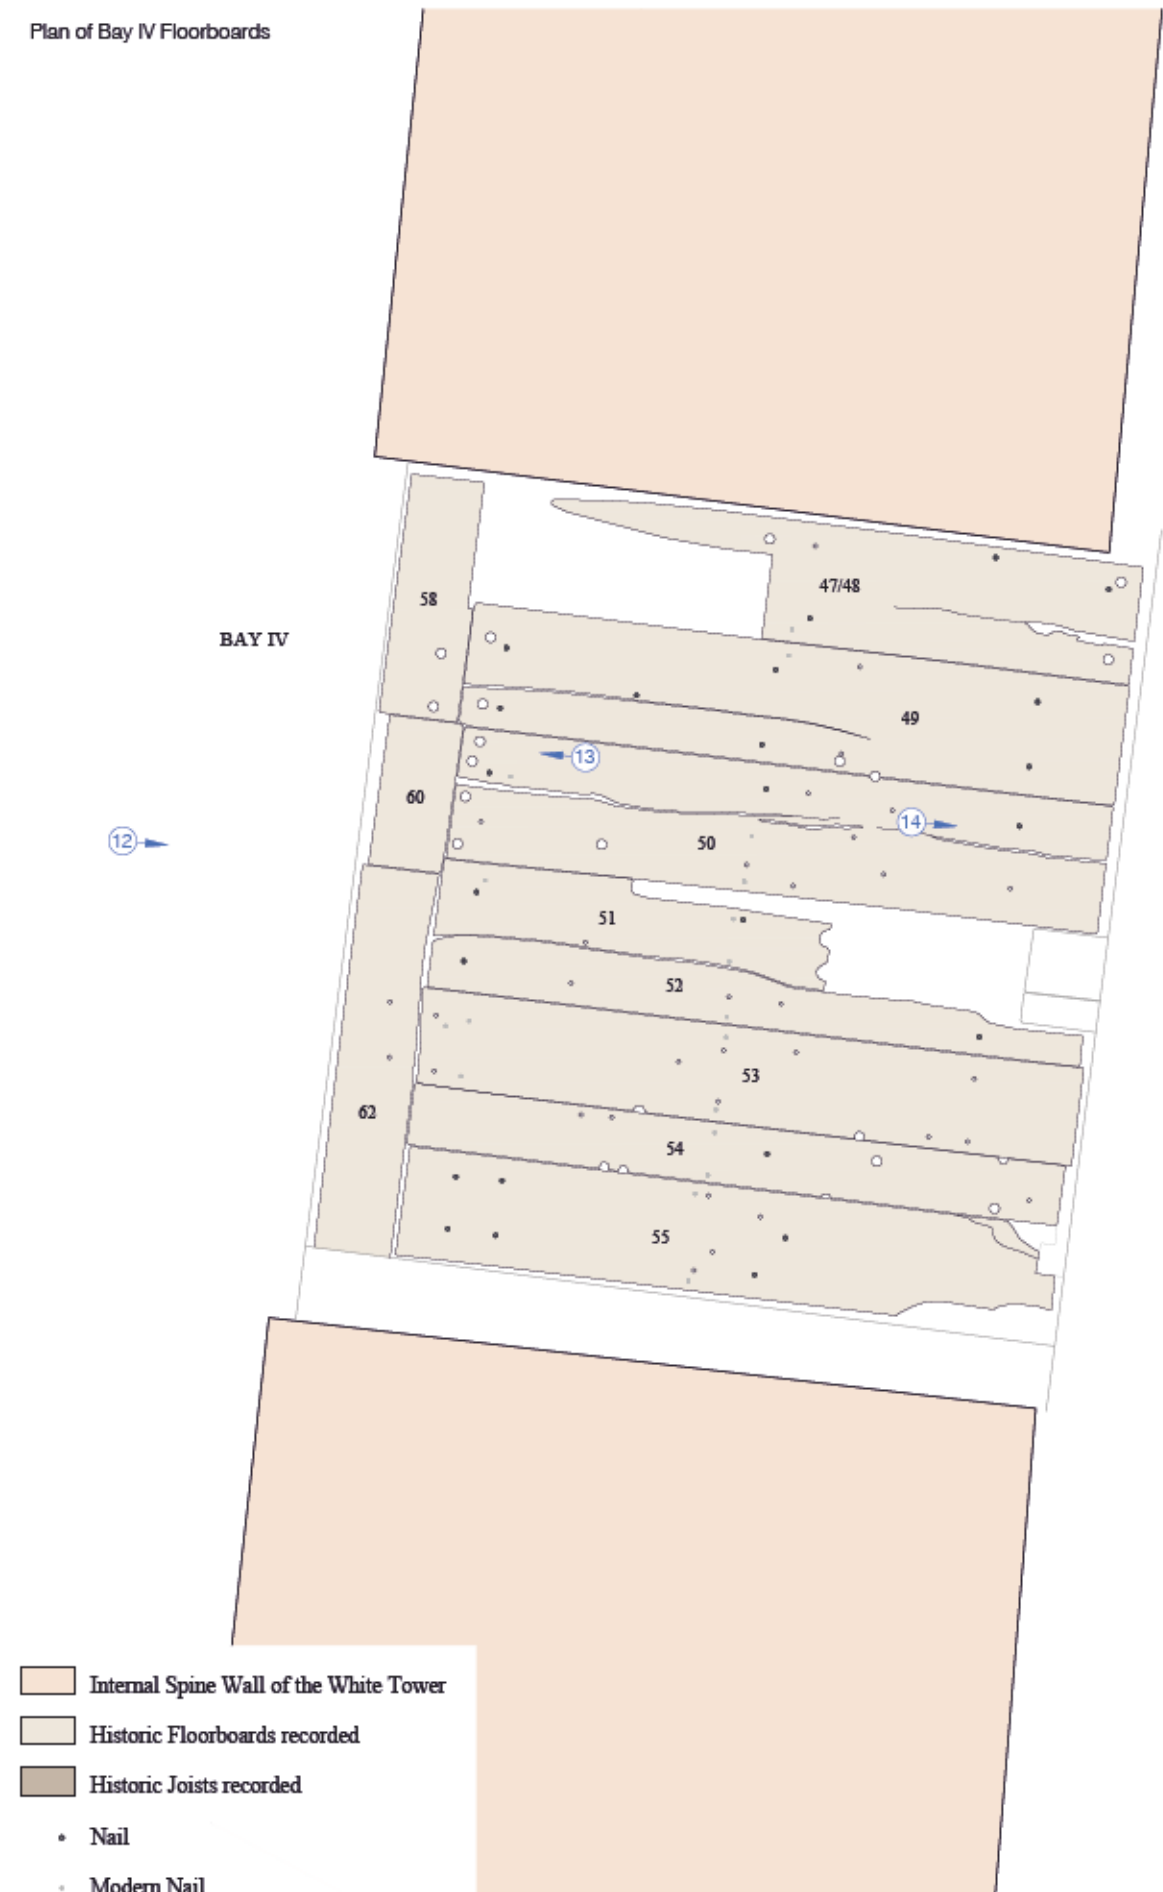 Plan of Bay IV Floorboards
47/48
58
BAY IV
49
13
60
14
12
50
51
52
53
62
54
55
Internal Spine Wall of the White Tower
Historic Floorboards recorded
Historic Joists recorded
Nail
Modern Nail